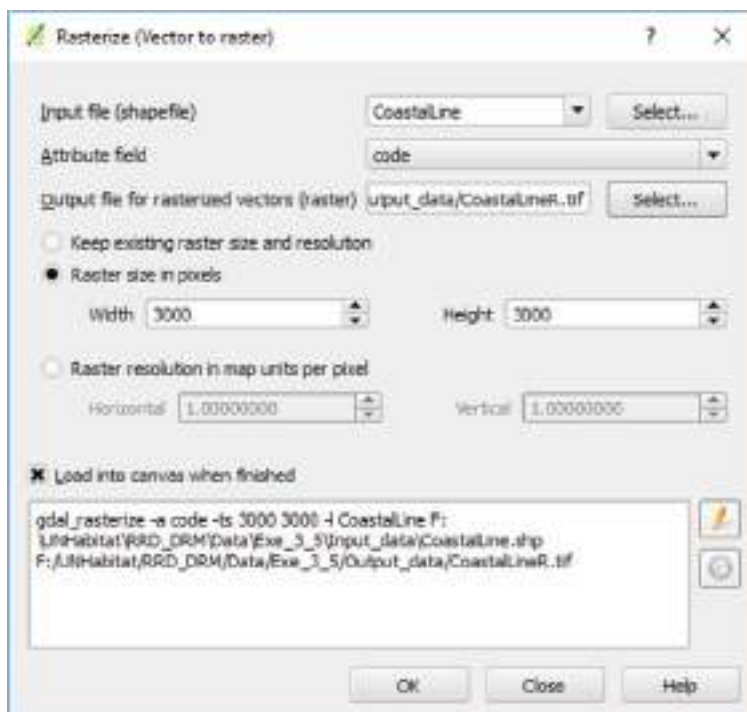 Rasterize (Vector to raster) ?
Input file (shapefile) CoastalLine Select...
Attribute field code
Output file for rasterized vectors (raster) utput_data/CoastalLineR.tif Select...
Keep existing raster size and resolution
Raster size in pixels
Width 3000 Height 3000
Raster resolution in map units per pixel
Horizontal 1.00000000 Vertical 1.00000000
Load into canvas when finished
gdal_rasterize -a code -ts 3000 3000 -l CoastalLine F:
\UNHabitat\RRD_DRM\Data\Exe_3_5\Input_data\CoastalLine.shp
F:/UNHabitat/RRD_DRM/Data/Exe_3_5/Output_data/CoastalLineR.tif
OK Close Help